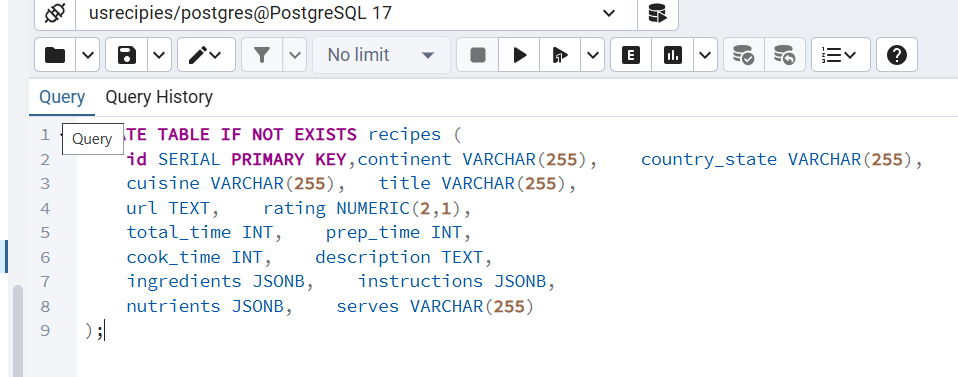 usrecipies/postgres@PostgreSQL 17
No limit
Query Query History
1 ATE TABLE IF NOT EXISTS recipes (
Query
2 id SERIAL PRIMARY KEY,continent VARCHAR(255), country_state VARCHAR(255),
3 cuisine VARCHAR(255), title VARCHAR(255),
4 url TEXT, rating NUMERIC(2,1),
5 total_time INT, prep_time INT,
6 cook_time INT, description TEXT,
7 ingredients JSONB, instructions JSONB,
8 nutrients JSONB, serves VARCHAR(255)
9 );